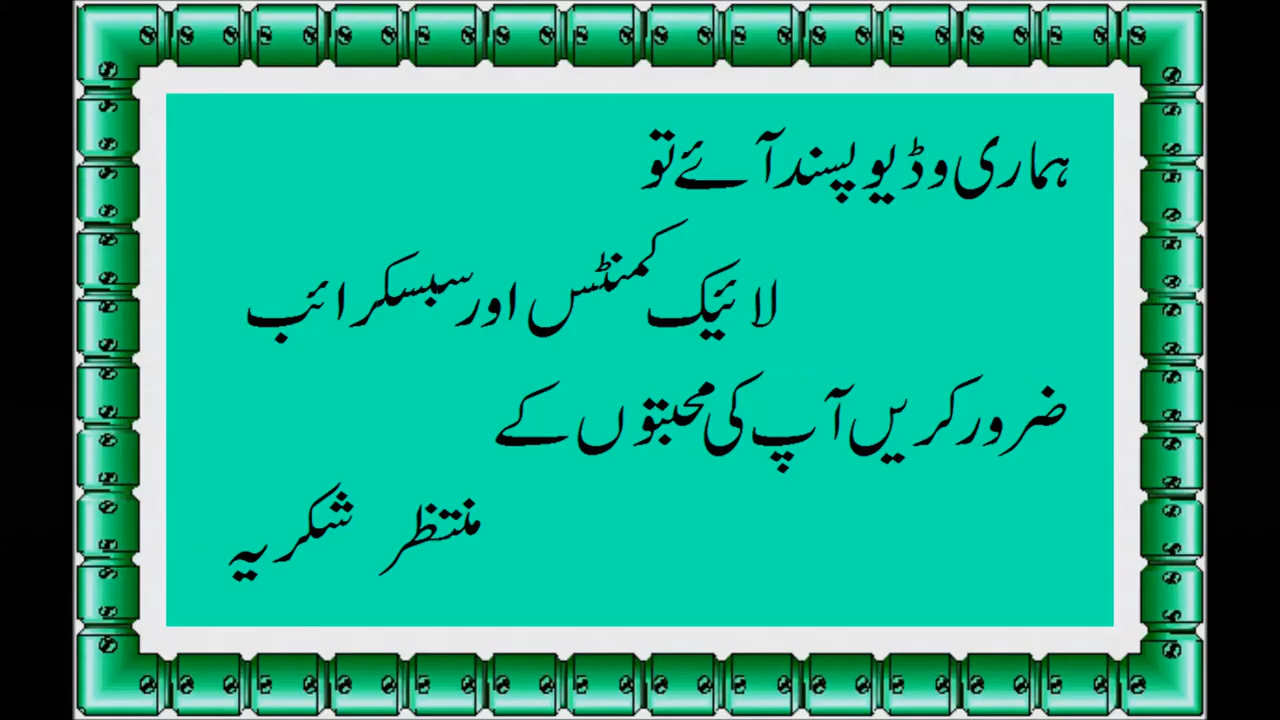 ہماری وڈیو پسند آئے تو
لائیک کمنٹس اور سبسکرائب
ضرور کریں آپ کی محبتوں کے
منتظر شکریہ